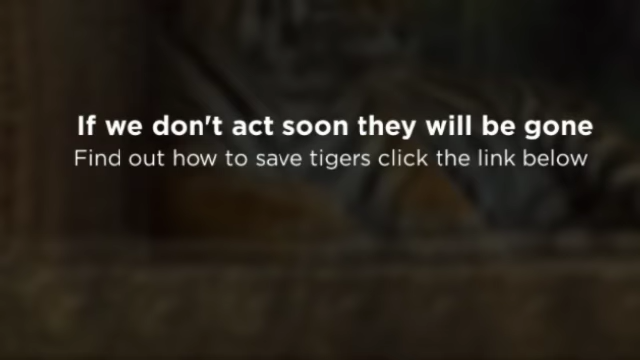 If we don't act soon they will be gone
Find out how to save tigers click the link below